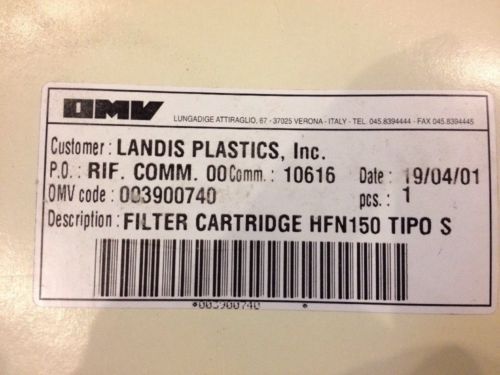 OMV
LUNGADIGE ATTIRAGLIO, 67 - 37025 VERONA - ITALY - TEL. 045.8394444 - FAX 045.8394445
Customer : LANDIS PLASTICS, Inc.
P.O.: RIF. COMM. 00 Comm. : 10616 Date : 19/04/01
OMV code : 003900740 pcs. : 1
Description : FILTER CARTRIDGE HFN150 TIPO S
*003900740 *